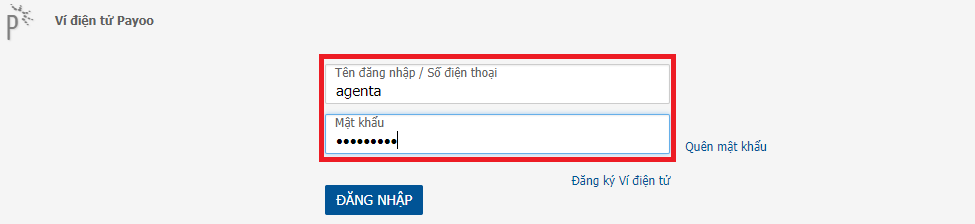 Ví điện tử Payoo
Tên đăng nhập / Số điện thoại
agenta
Mật khẩu
•••••••••
Quên mật khẩu
Đăng ký Ví điện tử
ĐĂNG NHẬP